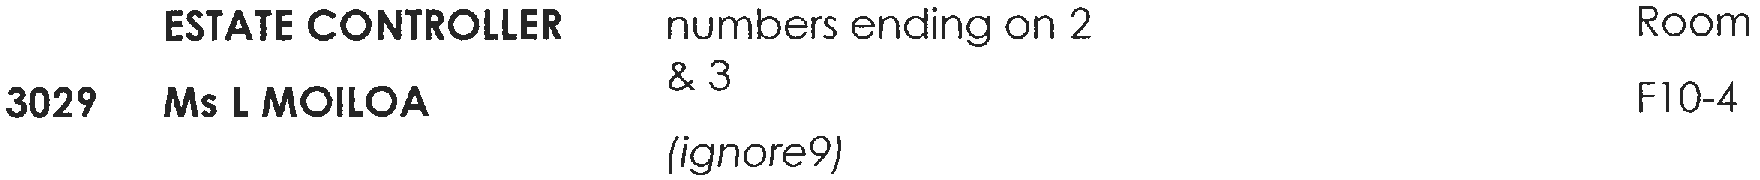 ESTATE CONTROLLER numbers ending on 2 Room
& 3
3029 Ms L MOILOA F10-4
(ignore9)